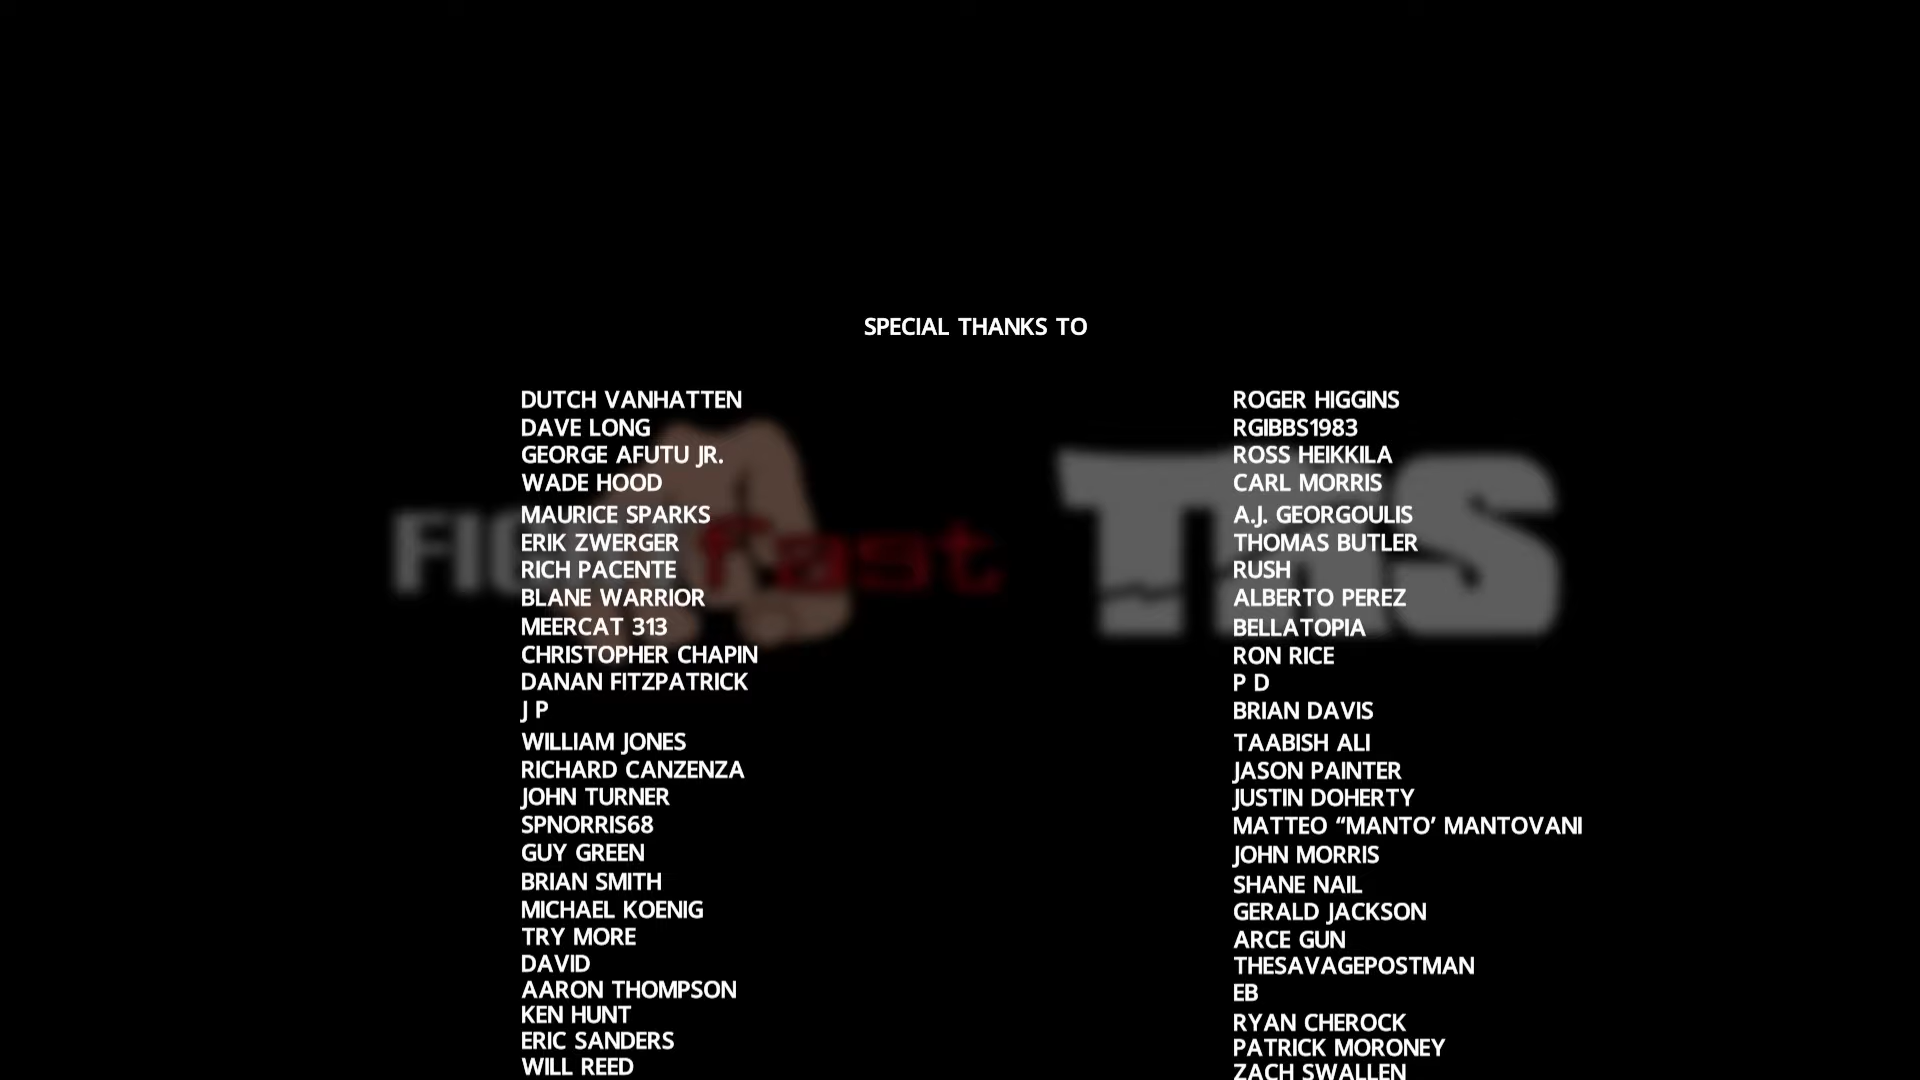 SPECIAL THANKS TO
DUTCH VANHATTEN
DAVE LONG
GEORGE AFUTU JR.
WADE HOOD
MAURICE SPARKS
ERIK ZWERGER
RICH PACENTE
BLANE WARRIOR
MEERCAT 313
CHRISTOPHER CHAPIN
DANAN FITZPATRICK
J P
WILLIAM JONES
RICHARD CANZENZA
JOHN TURNER
SPNORRIS68
GUY GREEN
BRIAN SMITH
MICHAEL KOENIG
TRY MORE
DAVID
AARON THOMPSON
KEN HUNT
ERIC SANDERS
WILL REED
ROGER HIGGINS
RGIBBS1983
ROSS HEIKKILA
CARL MORRIS
A.J. GEORGOULIS
THOMAS BUTLER
RUSH
ALBERTO PEREZ
BELLATOPIA
RON RICE
P D
BRIAN DAVIS
TAABISH ALI
JASON PAINTER
JUSTIN DOHERTY
MATTEO “MANTO’ MANTOVANI
JOHN MORRIS
SHANE NAIL
GERALD JACKSON
ARCE GUN
THESAVAGEPOSTMAN
EB
RYAN CHEROCK
PATRICK MORONEY
ZACH SWALLEN
fast